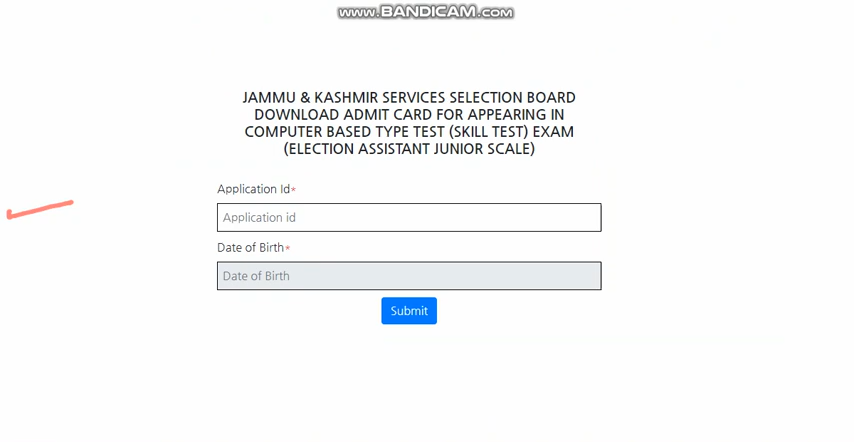 www.BANDICAM.com
JAMMU & KASHMIR SERVICES SELECTION BOARD
DOWNLOAD ADMIT CARD FOR APPEARING IN
COMPUTER BASED TYPE TEST (SKILL TEST) EXAM
(ELECTION ASSISTANT JUNIOR SCALE)
Application Id*
Application id
Date of Birth*
Date of Birth
Submit